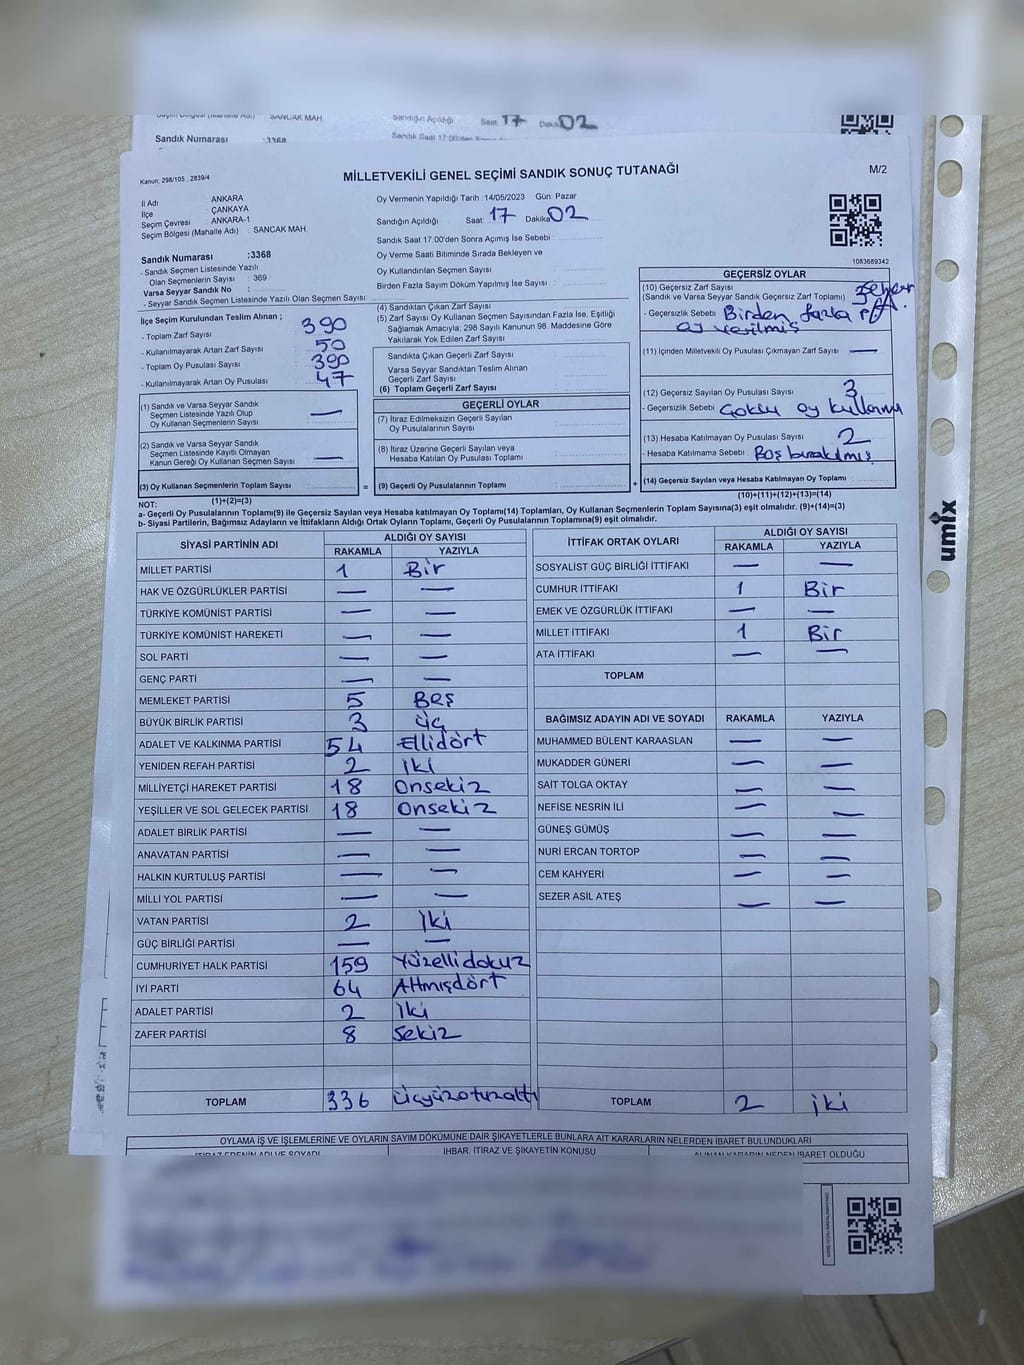 SANCAK MAH.
Sandığın Açıldığı Saat 17 Dakika 02
Sandık Numarası :3368
Kanun: 298/105 , 2839/4
MİLLETVEKİLİ GENEL SEÇİMİ SANDIK SONUÇ TUTANAĞI
M/2
İl Adı ANKARA
İlçe ÇANKAYA
Seçim Çevresi ANKARA-1
Seçim Bölgesi (Mahalle Adı) : SANCAK MAH.
Oy Vermenin Yapıldığı Tarih :14/05/2023 Gün: Pazar
Sandığın Açıldığı Saat: 17 Dakika 02
Sandık Saat 17:00'den Sonra Açımış İse Sebebi :
Oy Verme Saati Bitiminde Sırada Bekleyen ve
Oy Kullandırılan Seçmen Sayısı
Birden Fazla Sayım Döküm Yapılmış İse Sayısı :
1083689342
Sandık Numarası :3368
- Sandık Seçmen Listesinde Yazılı
Olan Seçmenlerin Sayısı : 369
Varsa Seyyar Sandık No :
- Seyyar Sandık Seçmen Listesinde Yazılı Olan Seçmen Sayısı:
İlçe Seçim Kurulundan Teslim Alınan ;
- Toplam Zarf Sayısı 390
- Kullanılmayarak Artan Zarf Sayısı 50
- Toplam Oy Pusulası Sayısı 390
- Kullanılmayarak Artan Oy Pusulası 47
(4) Sandıktan Çıkan Zarf Sayısı
(5) Zarf Sayısı Oy Kullanan Seçmen Sayısından Fazla İse, Eşitliği
Sağlamak Amacıyla; 298 Sayılı Kanunun 98. Maddesine Göre
Yakılarak Yok Edilen Zarf Sayısı
Sandıkta Çıkan Geçerli Zarf Sayısı
Varsa Seyyar Sandıktan Teslim Alınan
Geçerli Zarf Sayısı
(6) Toplam Geçerli Zarf Sayısı
GEÇERSİZ OYLAR
(10) Geçersiz Zarf Sayısı
(Sandık ve Varsa Seyyar Sandık Geçersiz Zarf Toplamı)
- Geçersizlik Sebebi Birden fazla
oy verilmiş
(11) İçinden Milletvekili Oy Pusulası Çıkmayan Zarf Sayısı —
(12) Geçersiz Sayılan Oy Pusulası Sayısı 3
- Geçersizlik Sebebi Çoklu oy kullanımı
(13) Hesaba Katılmayan Oy Pusulası Sayısı 2
- Hesaba Katılmama Sebebi Boş bırakılmış
(14) Geçersiz Sayılan veya Hesaba Katılmayan Oy Toplamı
(10)+(11)+(12)+(13)=(14)
(1) Sandık ve Varsa Seyyar Sandık
Seçmen Listesinde Yazılı Olup
Oy Kullanan Seçmenlerin Sayısı —
(2) Sandık ve Varsa Seyyar Sandık
Seçmen Listesinde Kayıtlı Olmayan
Kanun Gereği Oy Kullanan Seçmen Sayısı —
(3) Oy Kullanan Seçmenlerin Toplam Sayısı =
(1)+(2)=(3)
GEÇERLİ OYLAR
(7) İtiraz Edilmeksizin Geçerli Sayılan
Oy Pusulalarının Sayısı
(8) İtiraz Üzerine Geçerli Sayılan veya
Hesaba Katılan Oy Pusulası Toplamı
(9) Geçerli Oy Pusulalarının Toplamı +
NOT:
a- Geçerli Oy Pusulalarının Toplamı(9) ile Geçersiz Sayılan veya Hesaba Katılmayan Oy Toplamı(14) Toplamları, Oy Kullanan Seçmenlerin Toplam Sayısına(3) eşit olmalıdır. (9)+(14)=(3)
b- Siyasi Partilerin, Bağımsız Adayların ve İttifakların Aldığı Ortak Oyların Toplamı, Geçerli Oy Pusulalarının Toplamına(9) eşit olmalıdır.
SİYASİ PARTİNİN ADI ALDIĞI OY SAYISI
RAKAMLA YAZIYLA
MİLLET PARTİSİ 1 Bir
HAK VE ÖZGÜRLÜKLER PARTİSİ — —
TÜRKİYE KOMÜNİST PARTİSİ — —
TÜRKİYE KOMÜNİST HAREKETİ — —
SOL PARTİ — —
GENÇ PARTİ — —
MEMLEKET PARTİSİ 5 Beş
BÜYÜK BİRLİK PARTİSİ 3 üç
ADALET VE KALKINMA PARTİSİ 54 Ellidört
YENİDEN REFAH PARTİSİ 2 iki
MİLLİYETÇİ HAREKET PARTİSİ 18 Onsekiz
YEŞİLLER VE SOL GELECEK PARTİSİ 18 Onsekiz
ADALET BİRLİK PARTİSİ — —
ANAVATAN PARTİSİ — —
HALKIN KURTULUŞ PARTİSİ — —
MİLLİ YOL PARTİSİ — —
VATAN PARTİSİ 2 İki
GÜÇ BİRLİĞİ PARTİSİ — —
CUMHURİYET HALK PARTİSİ 159 Yüzellidokuz
İYİ PARTİ 64 Altmışdört
ADALET PARTİSİ 2 İki
ZAFER PARTİSİ 8 Sekiz
TOPLAM 336 Üçyüzotuzaltı
İTTİFAK ORTAK OYLARI ALDIĞI OY SAYISI
RAKAMLA YAZIYLA
SOSYALİST GÜÇ BİRLİĞİ İTTİFAKI — —
CUMHUR İTTİFAKI 1 Bir
EMEK VE ÖZGÜRLÜK İTTİFAKI — —
MİLLET İTTİFAKI 1 Bir
ATA İTTİFAKI — —
TOPLAM
BAĞIMSIZ ADAYIN ADI VE SOYADI RAKAMLA YAZIYLA
MUHAMMED BÜLENT KARAASLAN — —
MUKADDER GÜNERİ — —
SAİT TOLGA OKTAY — —
NEFİSE NESRİN İLİ — —
GÜNEŞ GÜMÜŞ — —
NURİ ERCAN TORTOP — —
CEM KAHYERİ — —
SEZER ASİL ATEŞ — —
TOPLAM 2 iki
OYLAMA İŞ VE İŞLEMLERİNE VE OYLARIN SAYIM DÖKÜMÜNE DAİR ŞİKAYETLERLE BUNLARA AİT KARARLARIN NELERDEN İBARET BULUNDUKLARI
İTİRAZ EDENİN ADI VE SOYADI İHBAR, İTİRAZ VE ŞİKAYETİN KONUSU ALINAN KARARIN NEDEN İBARET OLDUĞU
umix